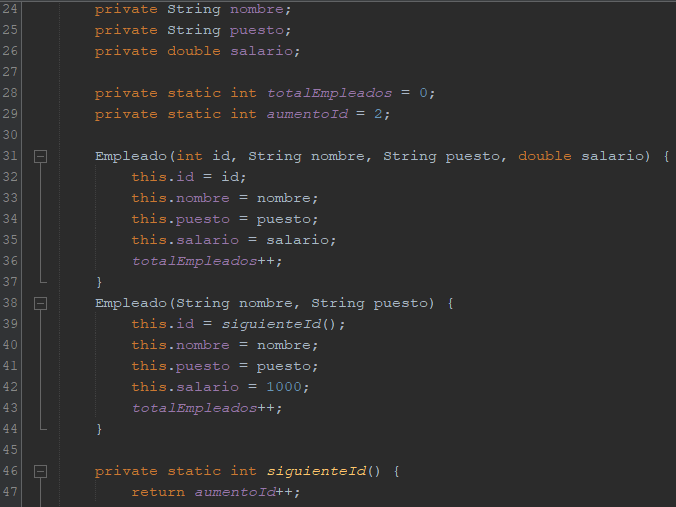 24 private String nombre;
25 private String puesto;
26 private double salario;
27
28 private static int totalEmpleados = 0;
29 private static int aumentoId = 2;
30
31 Empleado(int id, String nombre, String puesto, double salario) {
32 this.id = id;
33 this.nombre = nombre;
34 this.puesto = puesto;
35 this.salario = salario;
36 totalEmpleados++;
37 }
38 Empleado(String nombre, String puesto) {
39 this.id = siguienteId();
40 this.nombre = nombre;
41 this.puesto = puesto;
42 this.salario = 1000;
43 totalEmpleados++;
44 }
45
46 private static int siguienteId() {
47 return aumentoId++;